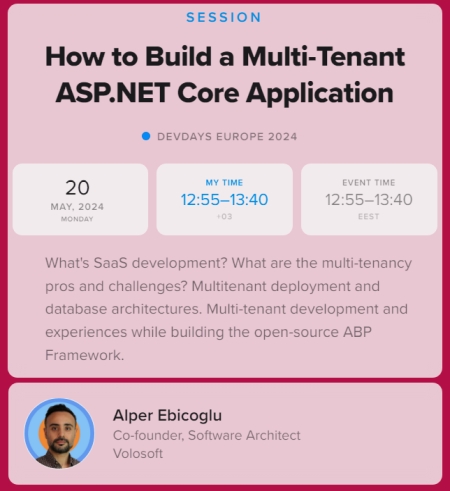 SESSION
How to Build a Multi-Tenant
ASP.NET Core Application
DEVDAYS EUROPE 2024
20
MAY, 2024
MONDAY
MY TIME
12:55–13:40
+03
EVENT TIME
12:55–13:40
EEST
What's SaaS development? What are the multi-tenancy
pros and challenges? Multitenant deployment and
database architectures. Multi-tenant development and
experiences while building the open-source ABP
Framework.
Alper Ebicoglu
Co-founder, Software Architect
Volosoft